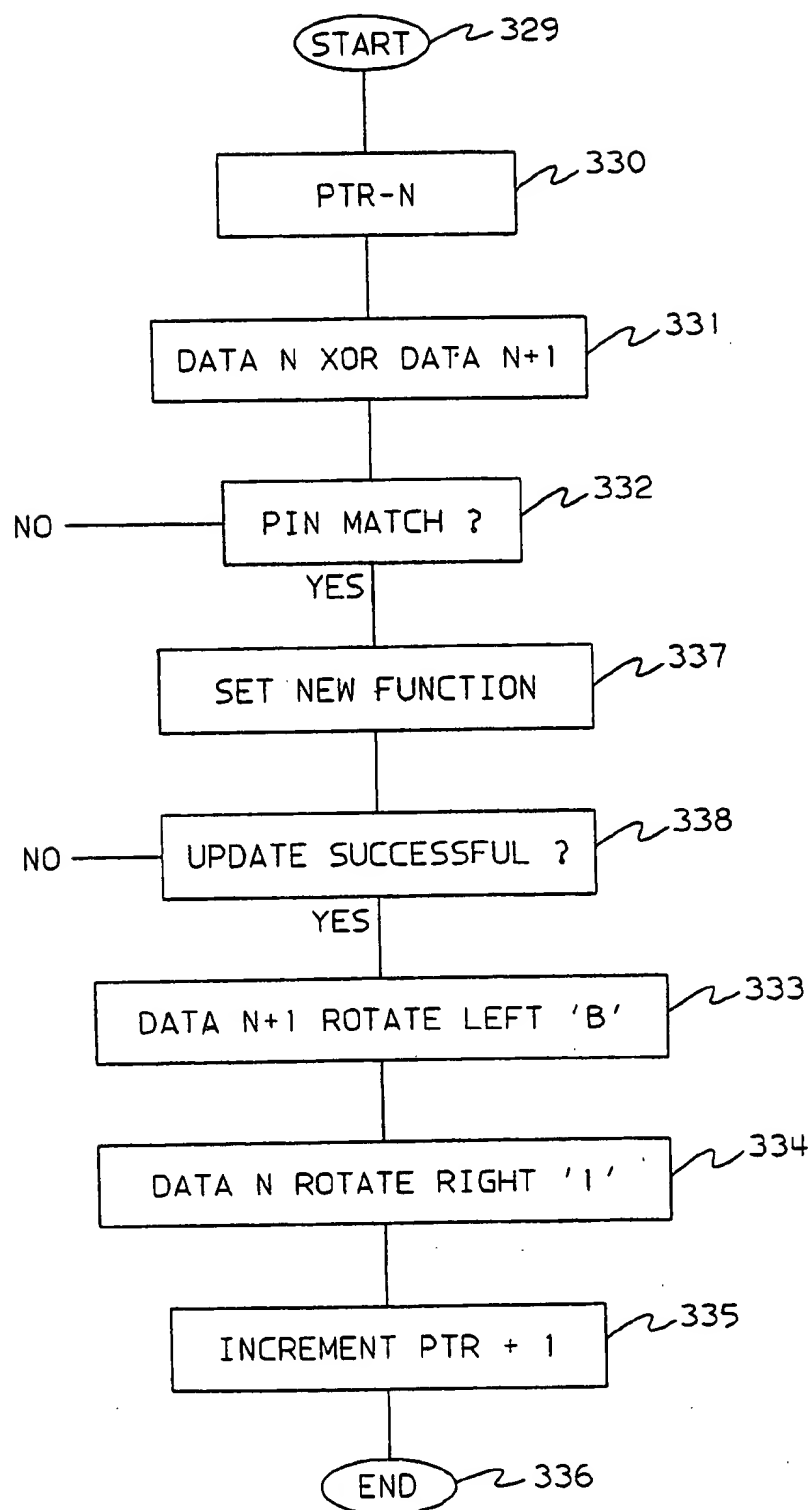 START 329
PTR-N 330
DATA N XOR DATA N+1 331
NO PIN MATCH ? 332
YES
SET NEW FUNCTION 337
NO UPDATE SUCCESSFUL ? 338
YES
DATA N+1 ROTATE LEFT 'B' 333
DATA N ROTATE RIGHT '1' 334
INCREMENT PTR + 1 335
END 336